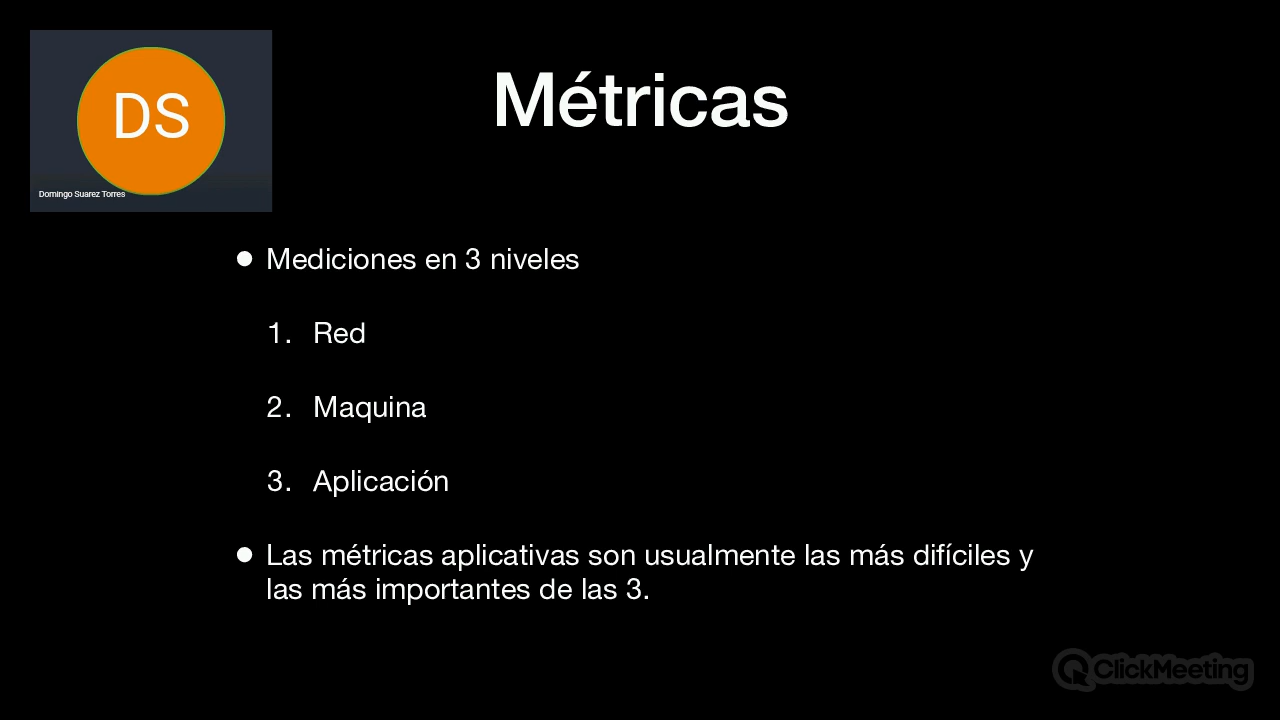 DS
Domingo Suarez Torres
Métricas
● Mediciones en 3 niveles
1. Red
2. Maquina
3. Aplicación
● Las métricas aplicativas son usualmente las más difíciles y
las más importantes de las 3.
ClickMeeting